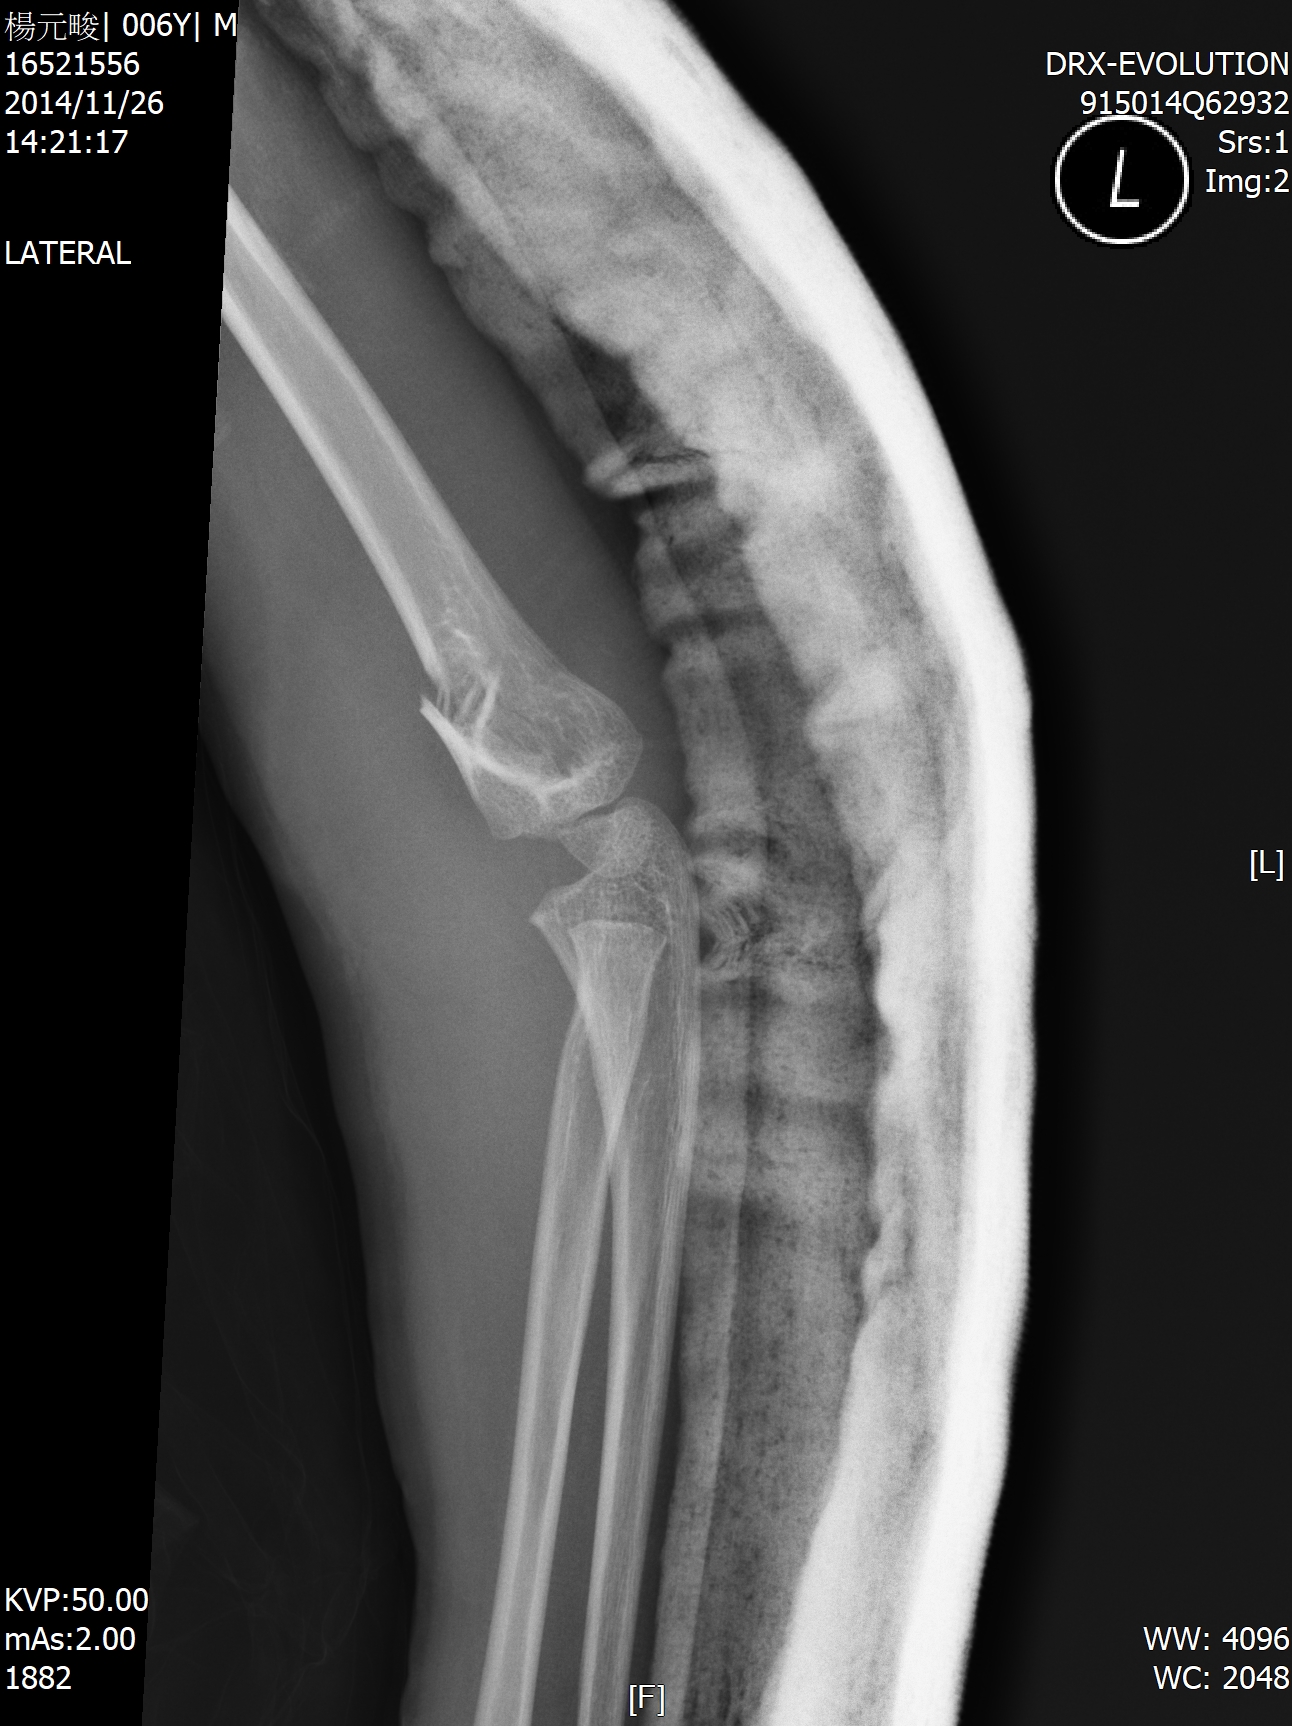 楊元畯| 006Y| M
16521556
2014/11/26
14:21:17
LATERAL
DRX-EVOLUTION
915014Q62932
Srs:1
Img:2
L
[L]
KVP:50.00
mAs:2.00
1882
[F]
WW: 4096
WC: 2048